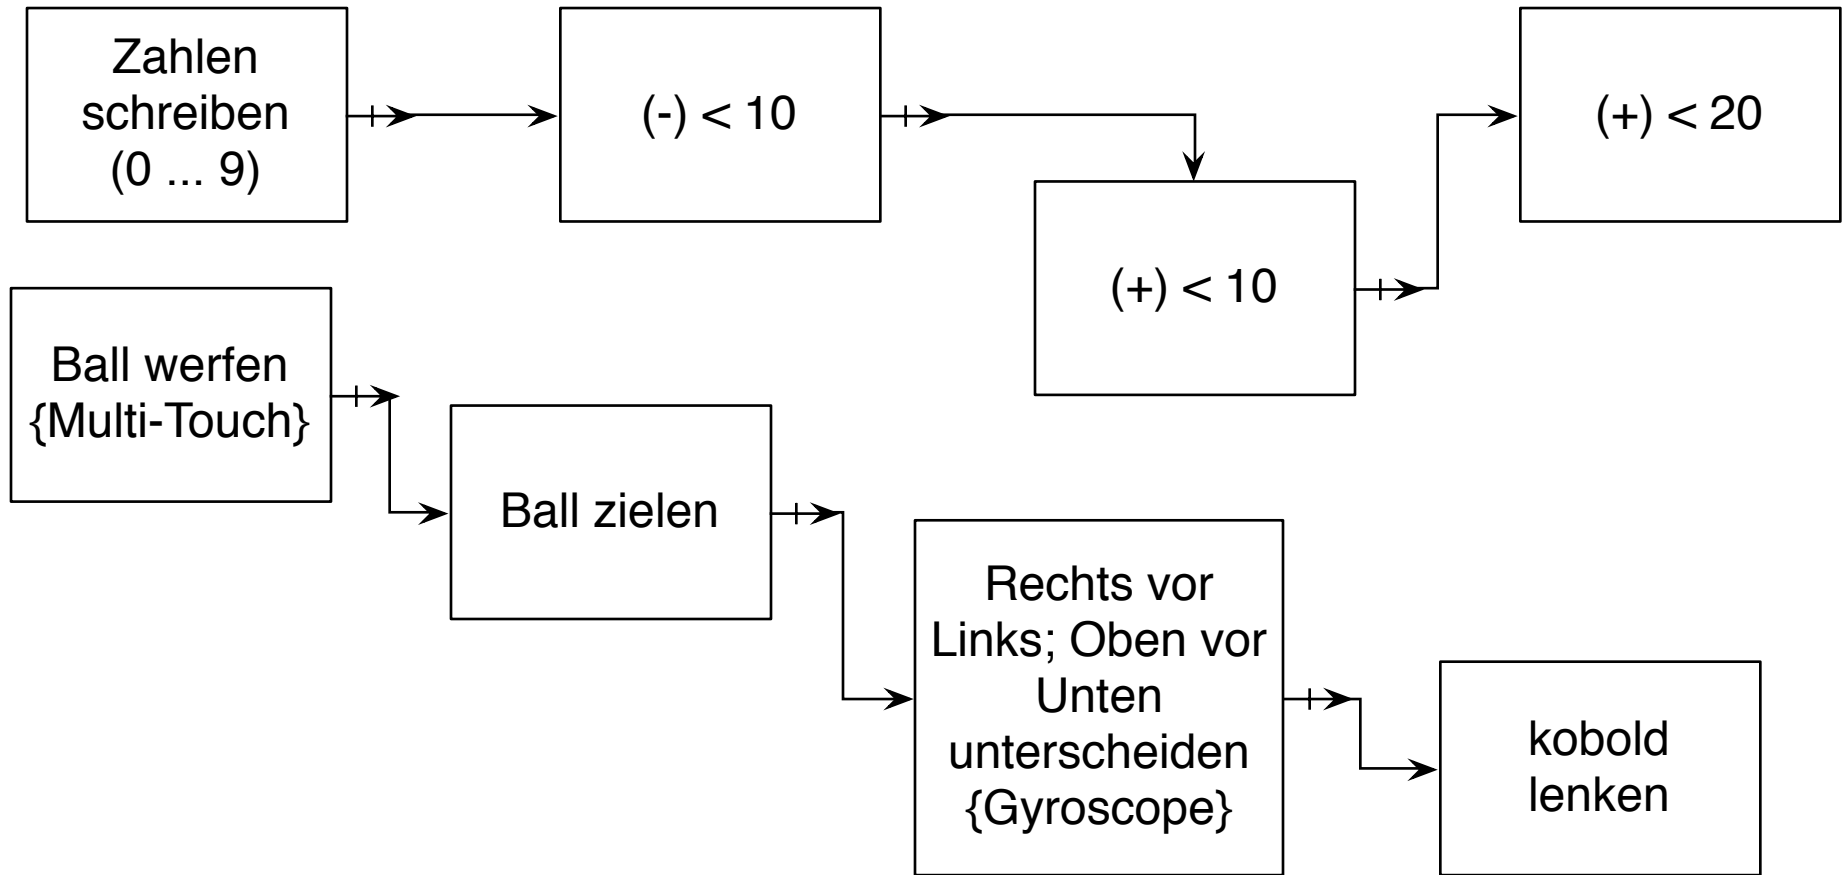 Zahlen
schreiben
(0 ... 9)
(-) < 10
(+) < 10
(+) < 20
Ball werfen
{Multi-Touch}
Ball zielen
Rechts vor
Links; Oben vor
Unten
unterscheiden
{Gyroscope}
kobold
lenken